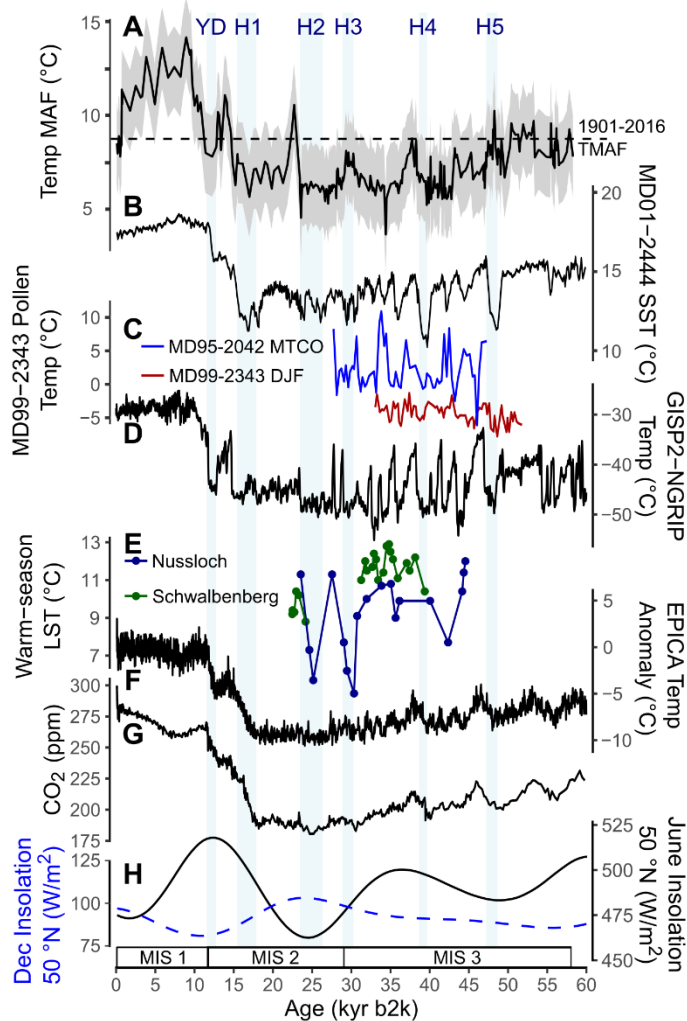 YD H1 H2 H3 H4 H5
A
15
10
5
Temp MAF (°C)
1901-2016
TMAF
B
20
15
10
MD01−2444 SST (°C)
C
10
5
0
−5
MD99−2343 Pollen
Temp (°C)
MD95−2042 MTCO
MD99−2343 DJF
D
−30
−40
−50
GISP2−NGRIP
Temp (°C)
E
13
11
9
7
Warm−season
LST (°C)
Nussloch
Schwalbenberg
F
5
0
−5
−10
EPICA Temp
Anomaly (°C)
G
300
275
250
225
200
175
CO2 (ppm)
H
125
100
75
Dec Insolation
50 °N (W/m2)
525
500
475
450
June Insolation
50 °N (W/m2)
MIS 1 MIS 2 MIS 3
0 5 10 15 20 25 30 35 40 45 50 55 60
Age (kyr b2k)